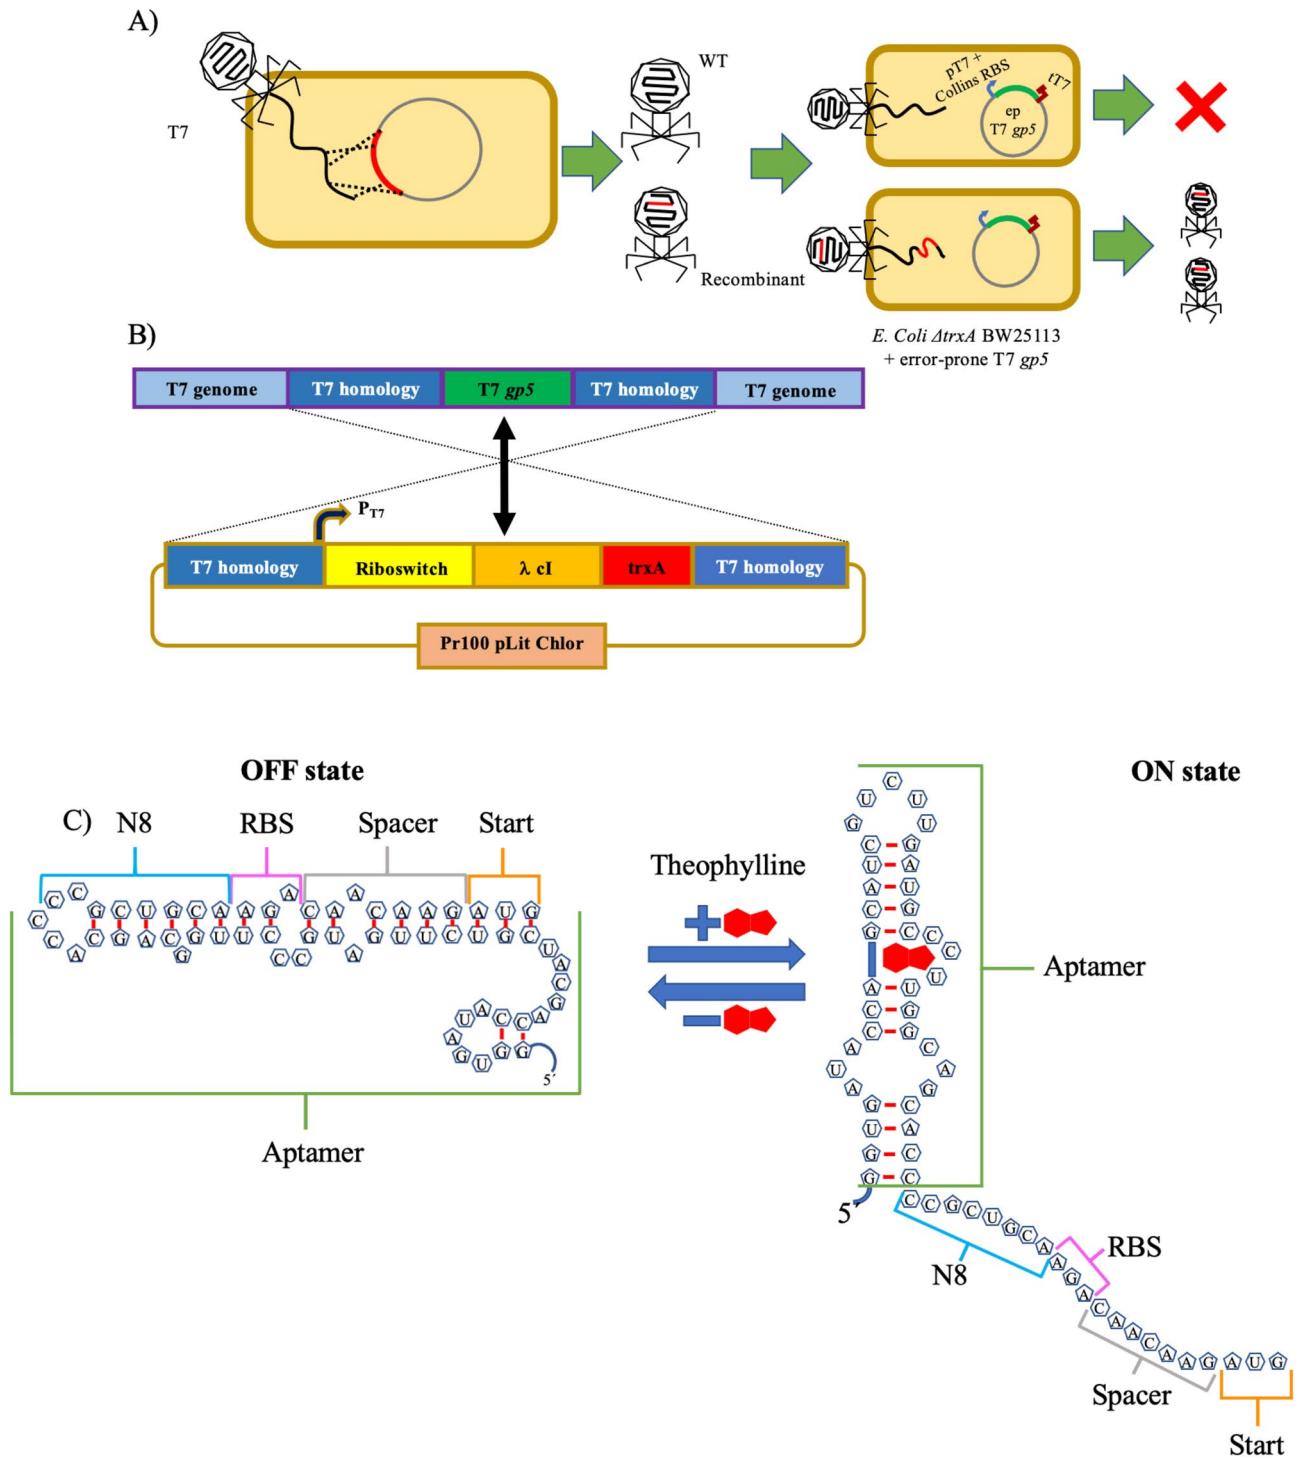 A)
T7
WT
Recombinant
pT7 +
Collins RBS
tT7
ep
T7 gp5
E. Coli ΔtrxA BW25113
+ error-prone T7 gp5
B)
T7 genome
T7 homology
T7 gp5
T7 homology
T7 genome
P T7
T7 homology
Riboswitch
λ cI
trxA
T7 homology
Pr100 pLit Chlor
OFF state
ON state
C)
N8
RBS
Spacer
Start
C C C C A
G C U G C A A G A C A A C A A G A U G
C G A C G G U U C C C G U A G U U C U G C
U A C G A C C A U A G U G G
5´
Aptamer
Theophylline
G U C U U
C G
U A
A U
C G
G C C C U
A U
C G
C G
C C
A U A A G
G C
U A
G C
G C
Aptamer
5´
C C G C U G C A A G A C A A C A A G A U G
N8
RBS
Spacer
Start